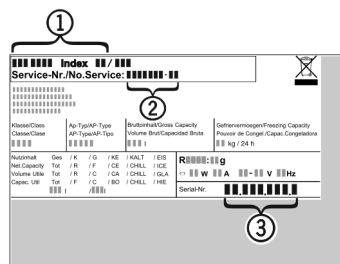 1
Index /
Service-Nr./No.Service: -
2
Klasse/Class Ap-Typ/AP-Type Bruttoinhalt/Gross Capacity Gefriervermoegen/Freezing Capacity
Classe/Clase AP-Type/AP-Tipo Volume Brut/Capacidad Brute Pouvoir de Congel./Capac.Congeladora
l kg / 24 h
Nutzinhalt Ges / K / G / KE / KALT / EIS
Net.Capacity Tot / R / F / CE / CHILL / ICE
Volume Utile Tot / R / C / CA / CHILL / GLA
Capac. Util Tot / F / C / BO / CHILL / HIE
l / l
R : g
W A - V Hz
Serial-Nr.
3